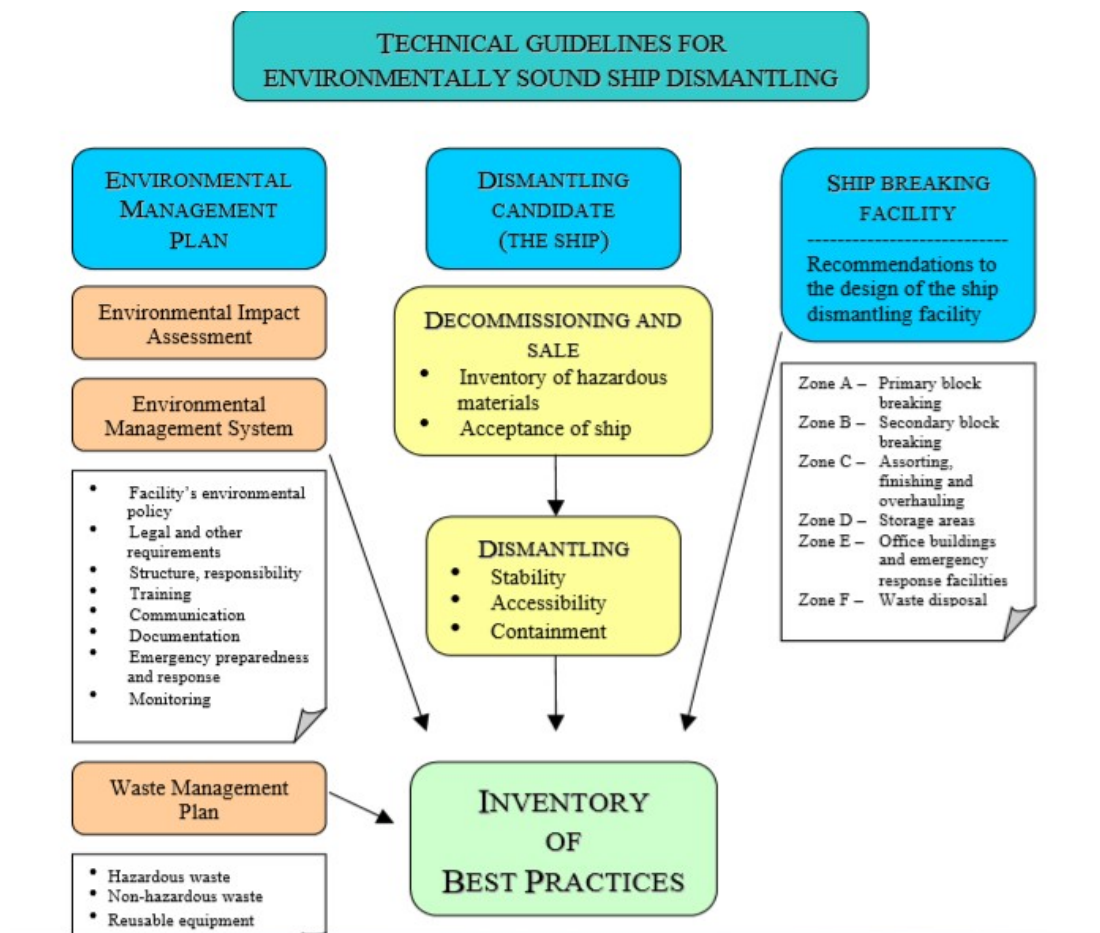 TECHNICAL GUIDELINES FOR
ENVIRONMENTALLY SOUND SHIP DISMANTLING
ENVIRONMENTAL
MANAGEMENT
PLAN
Environmental Impact
Assessment
Environmental
Management System
• Facility's environmental
policy
• Legal and other
requirements
• Structure, responsibility
• Training
• Communication
• Documentation
• Emergency preparedness
and response
• Monitoring
Waste Management
Plan
• Hazardous waste
• Non-hazardous waste
• Reusable equipment
DISMANTLING
CANDIDATE
(THE SHIP)
DECOMMISSIONING AND
SALE
• Inventory of hazardous
materials
• Acceptance of ship
DISMANTLING
• Stability
• Accessibility
• Containment
INVENTORY
OF
BEST PRACTICES
SHIP BREAKING
FACILITY
---------------------------
Recommendations to
the design of the ship
dismantling facility
Zone A – Primary block
breaking
Zone B – Secondary block
breaking
Zone C – Assorting,
finishing and
overhauling
Zone D – Storage areas
Zone E – Office buildings
and emergency
response facilities
Zone F – Waste disposal